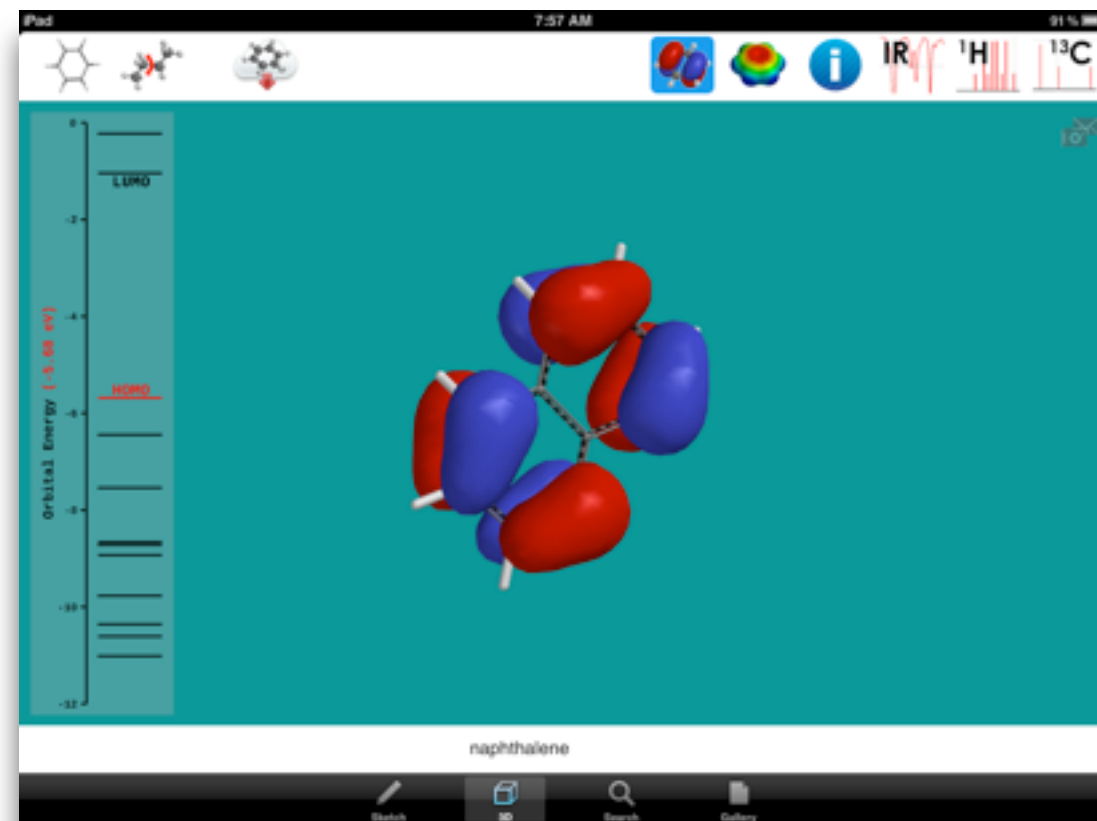 iPad
7:57 AM
91 %
IR
¹H
¹³C
0
LUMO
-2
-4
Orbital Energy (-5.68 eV)
HOMO
-6
-8
-10
-12
naphthalene
Sketch
3D
Search
Gallery